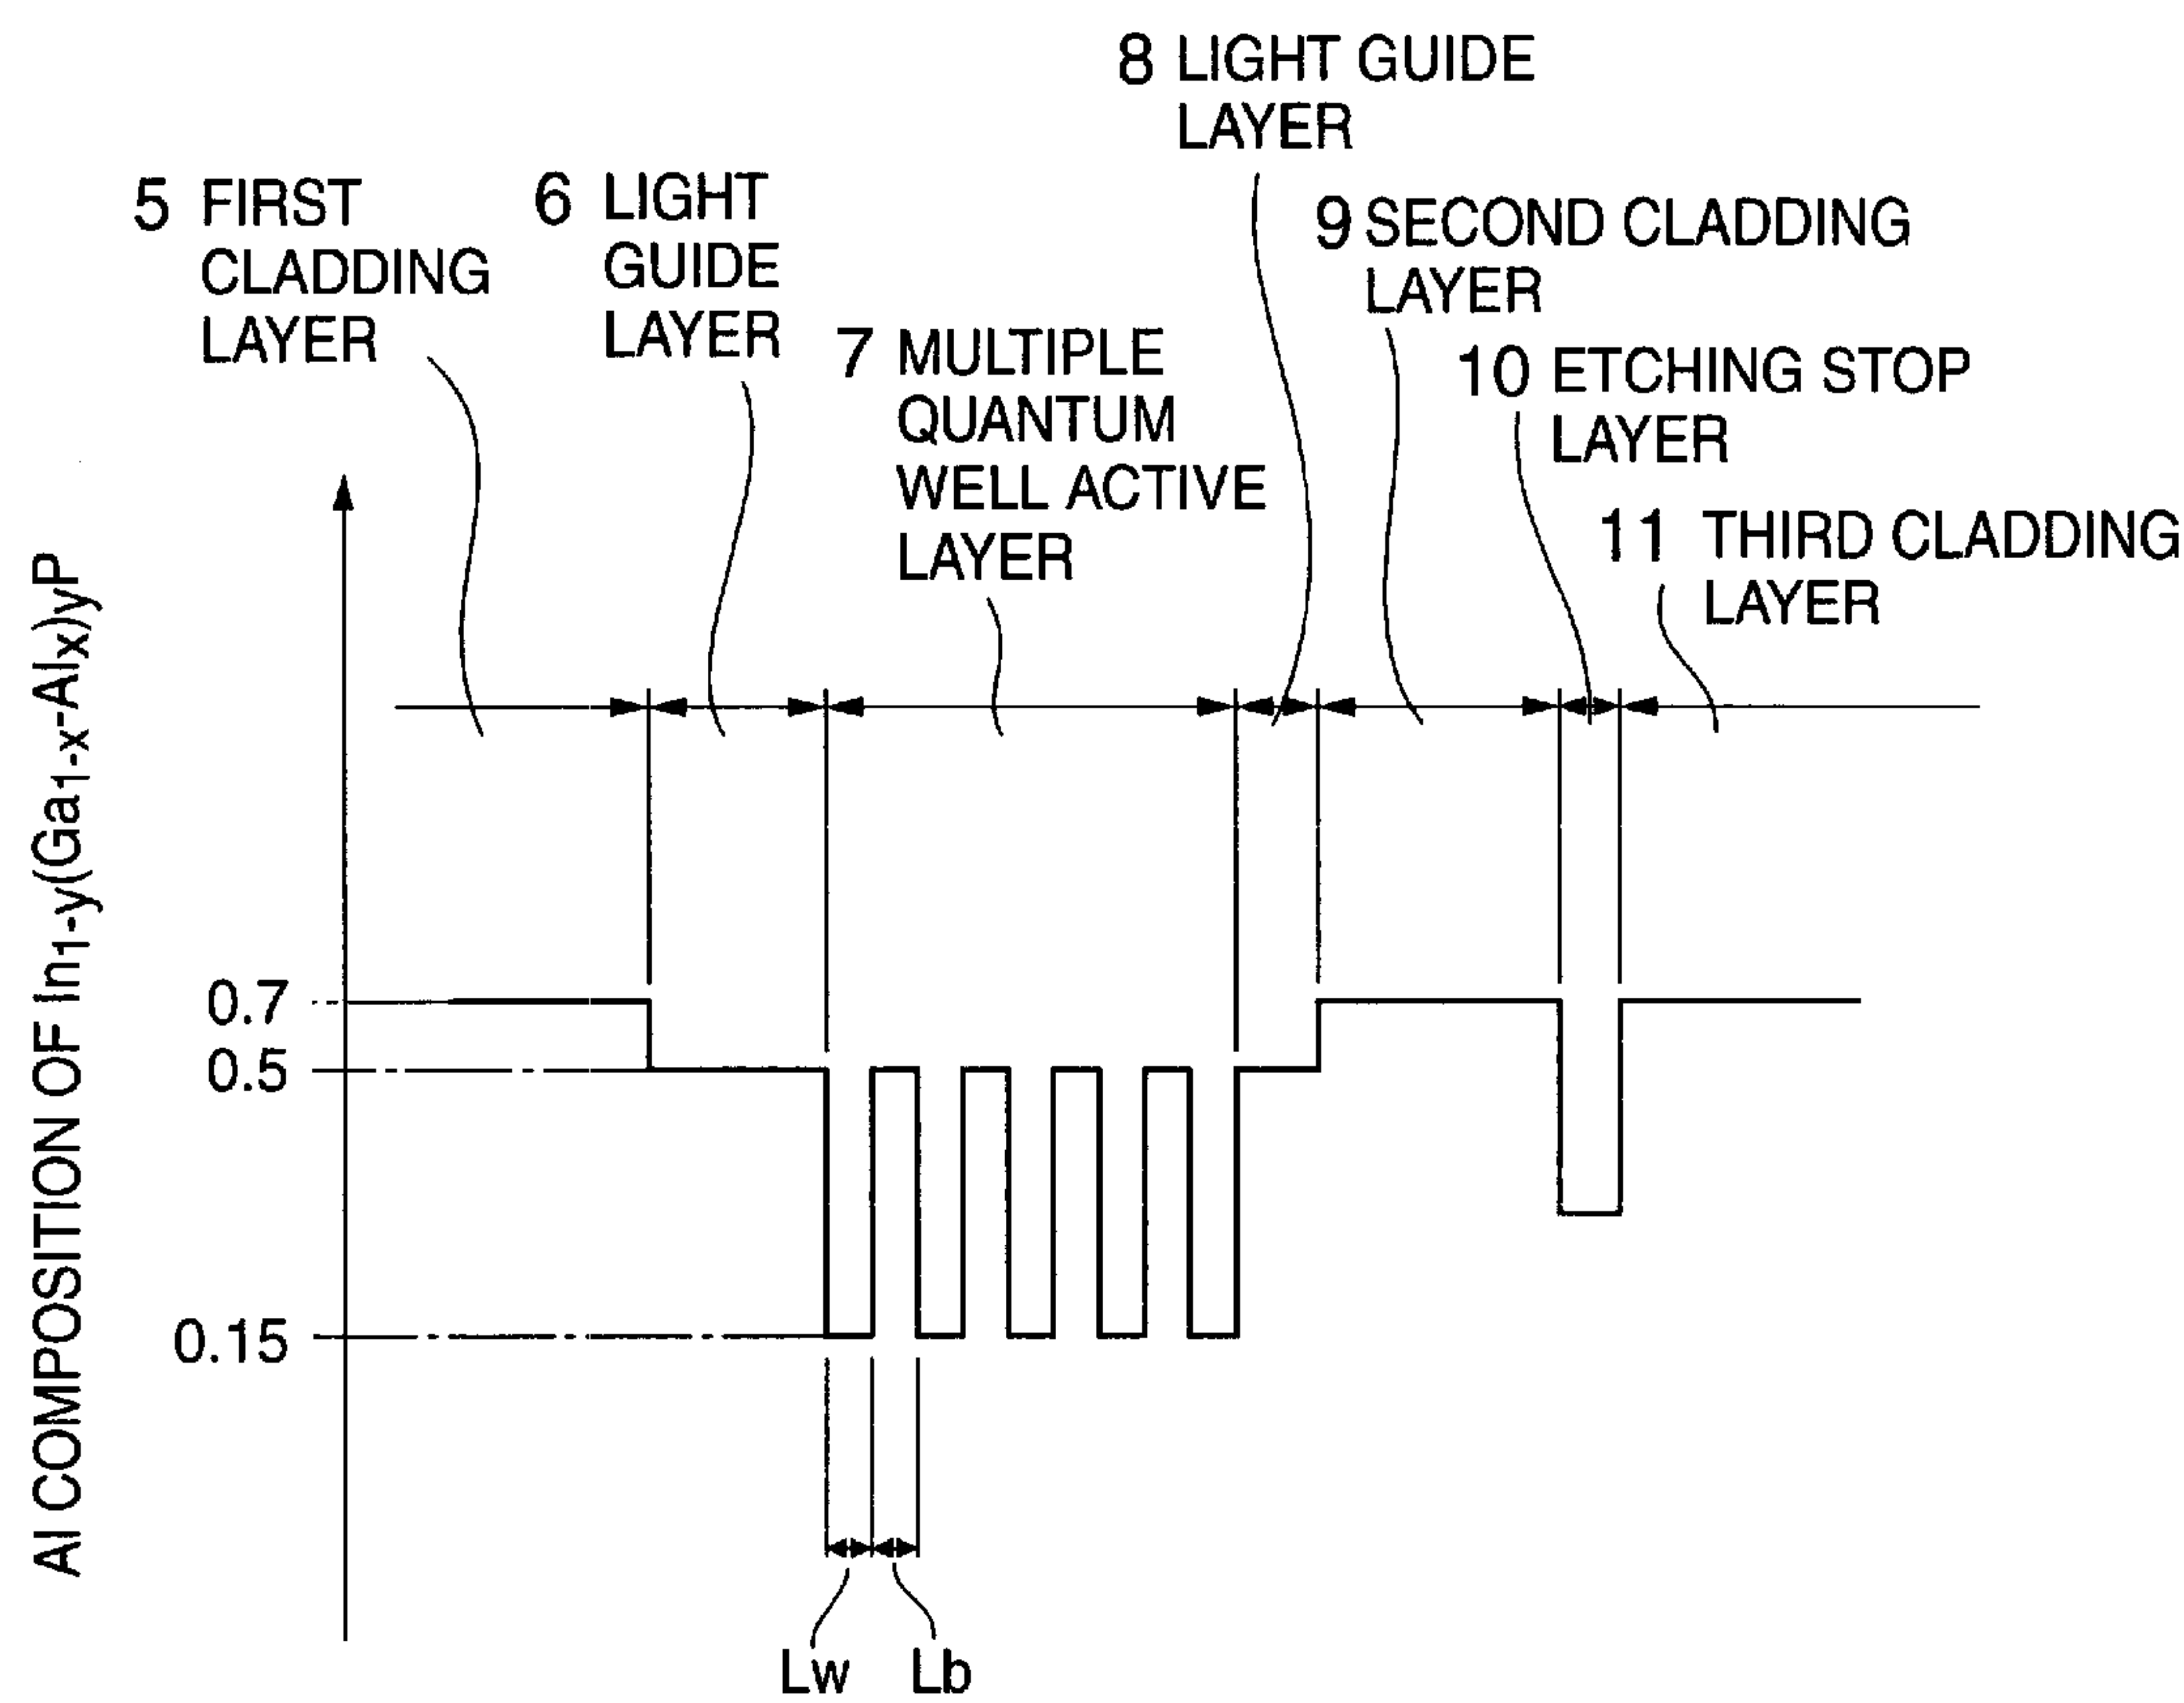 8 LIGHT GUIDE
LAYER
5 FIRST
CLADDING
LAYER
6 LIGHT
GUIDE
LAYER
9 SECOND CLADDING
LAYER
7 MULTIPLE
QUANTUM
WELL ACTIVE
LAYER
10 ETCHING STOP
LAYER
11 THIRD CLADDING
LAYER
Al COMPOSITION OF In1-y(Ga1-x-Alx)yP
0.7
0.5
0.15
Lw
Lb